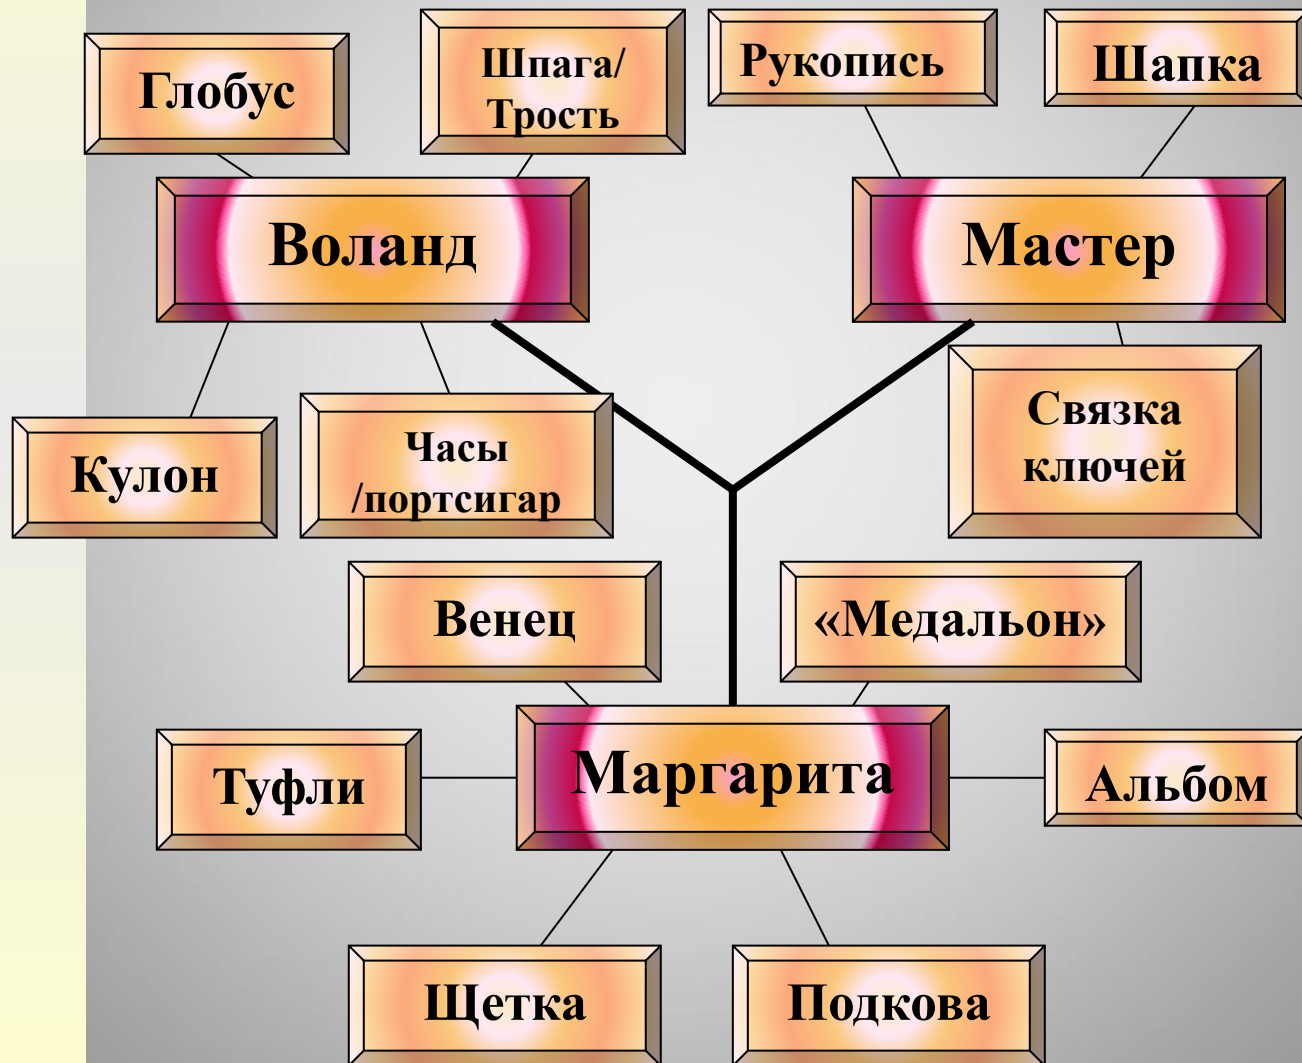 Глобус
Шпага/
Трость
Рукопись
Шапка
Воланд
Мастер
Кулон
Часы
/портсигар
Связка
ключей
Венец
«Медальон»
Туфли
Маргарита
Альбом
Щетка
Подкова